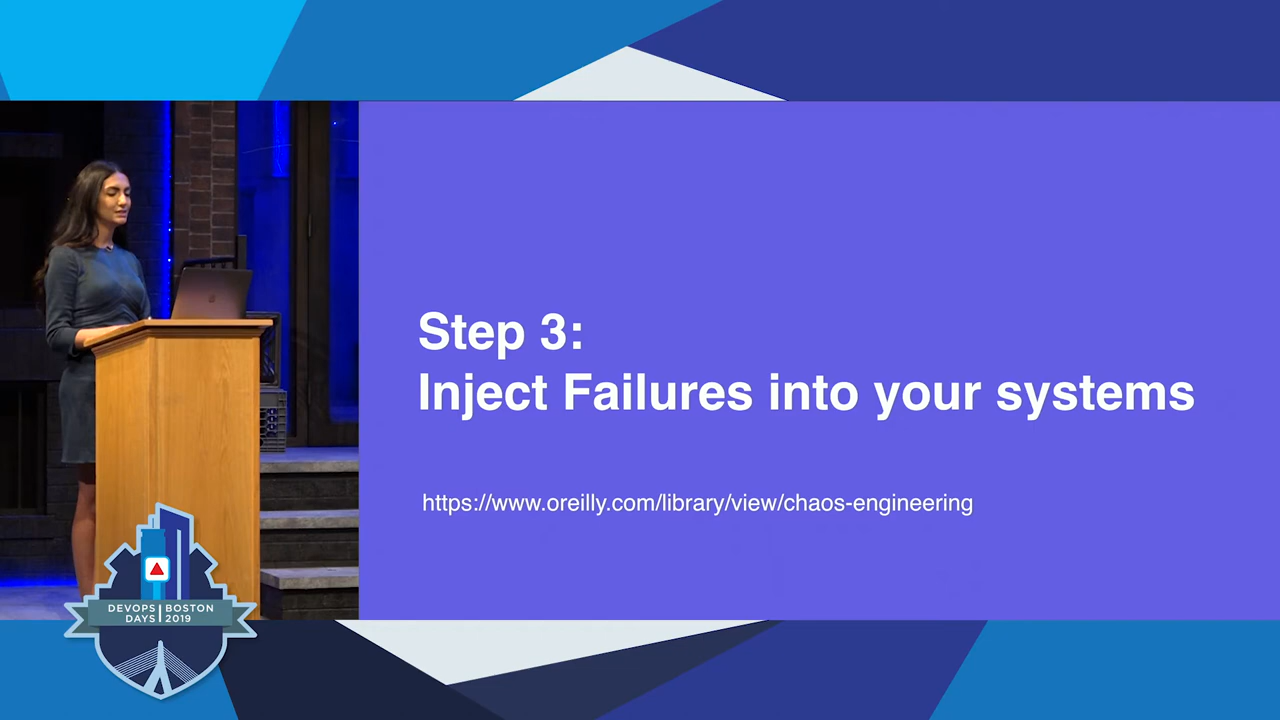 Step 3:
Inject Failures into your systems
https://www.oreilly.com/library/view/chaos-engineering
DEVOPS BOSTON
DAYS 2019